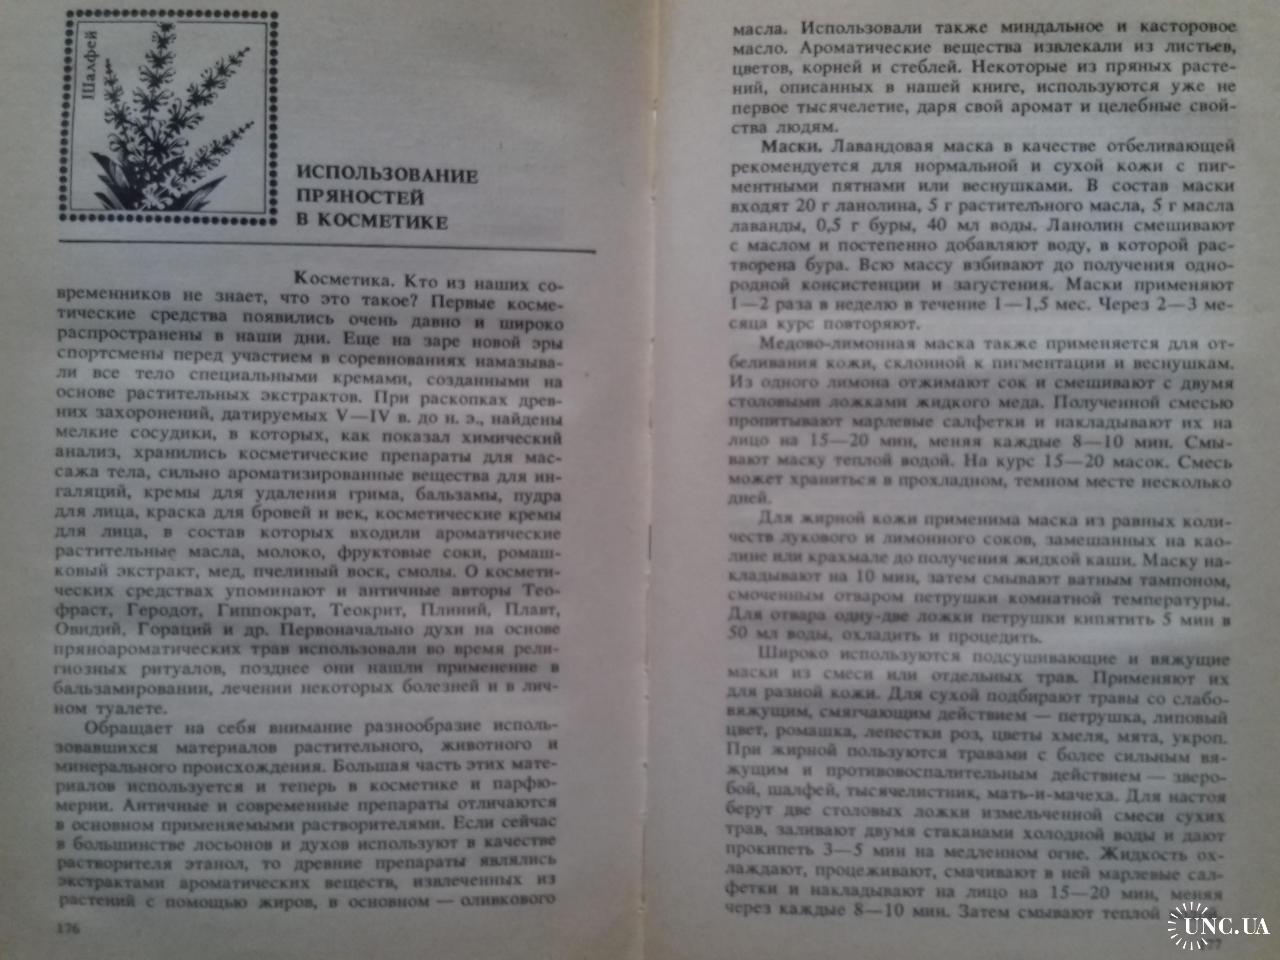 Шалфей
ИСПОЛЬЗОВАНИЕ
ПРЯНОСТЕЙ
В КОСМЕТИКЕ
Косметика. Кто из наших со-
временников не знает, что это такое? Первые косме-
тические средства появились очень давно и широко
распространены в наши дни. Еще на заре новой эры
спортсмены перед участием в соревнованиях намазыва-
ли все тело специальными кремами, созданными на
основе растительных экстрактов. При раскопках древ-
них захоронений, датируемых V—IV в. до н. э., найдены
мелкие сосудики, в которых, как показал химический
анализ, хранились косметические препараты для мас-
сажа тела, сильно ароматизированные вещества для ин-
галяций, кремы для удаления грима, бальзамы, пудра
для лица, краска для бровей и век, косметические кремы
для лица, в состав которых входили ароматические
растительные масла, молоко, фруктовые соки, ромаш-
ковый экстракт, мед, пчелиный воск, смолы. О космети-
ческих средствах упоминают и античные авторы Тео-
фраст, Геродот, Гиппократ, Теокрит, Плиний, Плавт,
Овидий, Гораций и др. Первоначально духи на основе
пряноароматических трав использовали во время рели-
гиозных ритуалов, позднее они нашли применение в
бальзамировании, лечении некоторых болезней и в лич-
ном туалете.
Обращает на себя внимание разнообразие исполь-
зовавшихся материалов растительного, животного и
минерального происхождения. Большая часть этих мате-
риалов используется и теперь в косметике и парфю-
мерии. Античные и современные препараты отличаются
в основном применяемыми растворителями. Если сейчас
в большинстве лосьонов и духов используют в качестве
растворителя этанол, то древние препараты являлись
экстрактами ароматических веществ, извлеченных из
растений с помощью жиров, в основном — оливкового
176
масла. Использовали также миндальное и касторовое
масло. Ароматические вещества извлекали из листьев,
цветов, корней и стеблей. Некоторые из пряных расте-
ний, описанных в нашей книге, используются уже не
первое тысячелетие, даря свой аромат и целебные свой-
ства людям.
Маски. Лавандовая маска в качестве отбеливающей
рекомендуется для нормальной и сухой кожи с пиг-
ментными пятнами или веснушками. В состав маски
входят 20 г ланолина, 5 г растительного масла, 5 г масла
лаванды, 0,5 г буры, 40 мл воды. Ланолин смешивают
с маслом и постепенно добавляют воду, в которой рас-
творена бура. Всю массу взбивают до получения одно-
родной консистенции и загустения. Маски применяют
1—2 раза в неделю в течение 1—1,5 мес. Через 2—3 ме-
сяца курс повторяют.
Медово-лимонная маска также применяется для от-
беливания кожи, склонной к пигментации и веснушкам.
Из одного лимона отжимают сок и смешивают с двумя
столовыми ложками жидкого меда. Полученной смесью
пропитывают марлевые салфетки и накладывают их на
лицо на 15—20 мин, меняя каждые 8—10 мин. Смы-
вают маску теплой водой. На курс 15—20 масок. Смесь
может храниться в прохладном, темном месте несколько
дней.
Для жирной кожи применима маска из равных коли-
честв лукового и лимонного соков, замешанных на као-
лине или крахмале до получения жидкой каши. Маску на-
кладывают на 10 мин, затем смывают ватным тампоном,
смоченным отваром петрушки комнатной температуры.
Для отвара одну-две ложки петрушки кипятить 5 мин в
50 мл воды, охладить и процедить.
Широко используются подсушивающие и вяжущие
маски из смеси или отдельных трав. Применяют их
для разной кожи. Для сухой подбирают травы со слабо-
вяжущим, смягчающим действием — петрушка, липовый
цвет, ромашка, лепестки роз, цветы хмеля, мята, укроп.
При жирной пользуются травами с более сильным вя-
жущим и противовоспалительным действием — зверо-
бой, шалфей, тысячелистник, мать-и-мачеха. Для настоя
берут две столовых ложки измельченной смеси сухих
трав, заливают двумя стаканами холодной воды и дают
прокипеть 3—5 мин на медленном огне. Жидкость ох-
лаждают, процеживают, смачивают в ней марлевые сал-
фетки и накладывают на лицо на 15—20 мин, меняя
через каждые 8—10 мин. Затем смывают теплой
UNC.UA